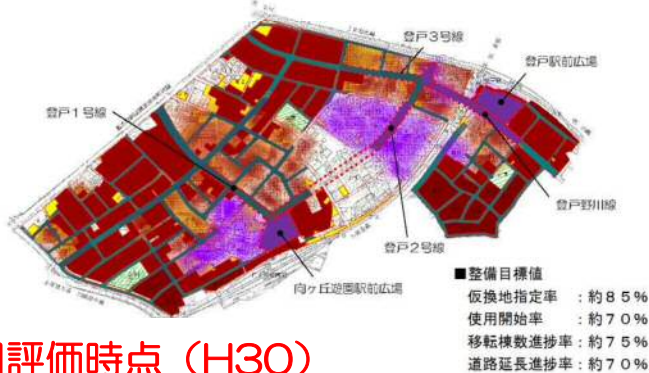 登戸3号線
登戸駅前広場
登戸1号線
登戸野川線
登戸2号線
向ヶ丘遊園駅前広場
■整備目標値
仮換地指定率 ：約８５％
使用開始率 ：約７０％
移転棟数進捗率：約７５％
道路延長進捗率：約７０％
評価時点（H30）